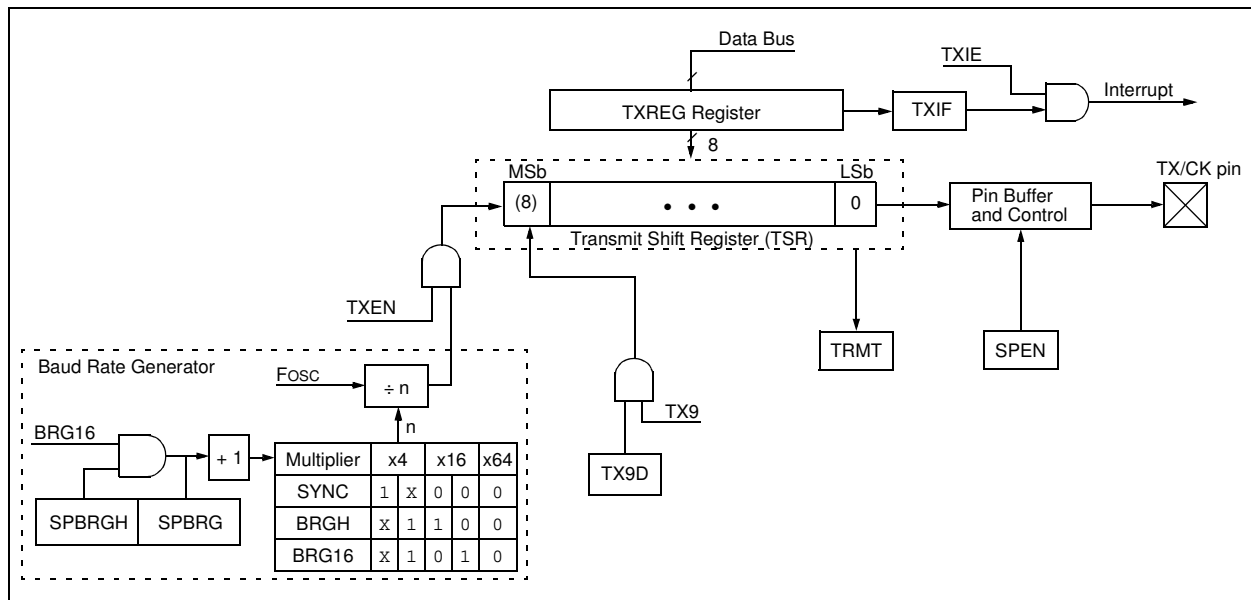 Data Bus
TXIE
Interrupt
TXREG Register
TXIF
8
MSb
LSb
TX/CK pin
(8)
• • •
0
Pin Buffer
and Control
Transmit Shift Register (TSR)
TXEN
TRMT
SPEN
Baud Rate Generator
FOSC
÷ n
n
TX9
BRG16
+ 1
TX9D
SPBRGH SPBRG
Multiplier x4 x16 x64
SYNC 1 X 0 0 0
BRGH X 1 1 0 0
BRG16 X 1 0 1 0